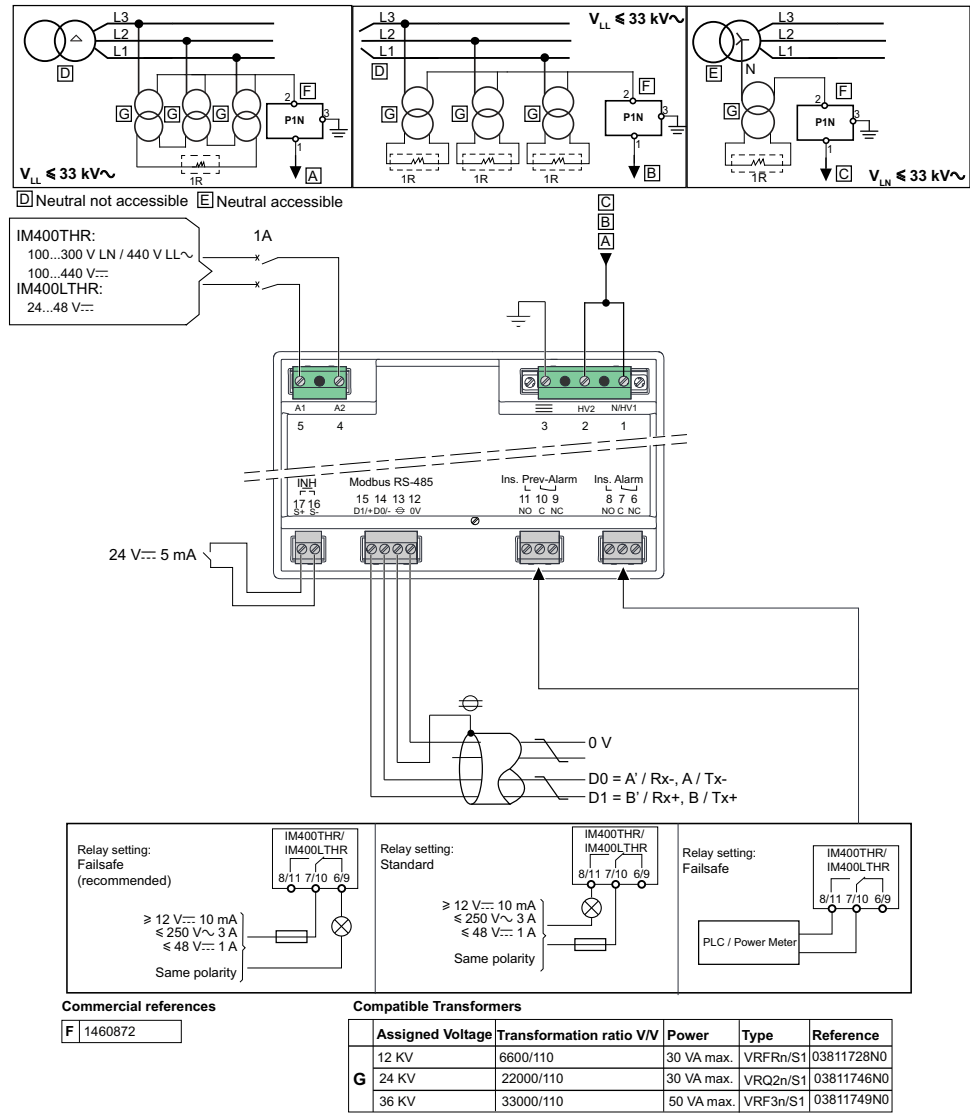 L3
L2
L1
D
G
G
G
F
2
P1N
3
1
1R
A
V LL ⩽ 33 kV∼
L3
L2
L1
D
V LL ⩽ 33 kV∼
G
G
G
F
2
P1N
3
1
1R
1R
1R
B
L3
L2
L1
E
N
G
F
2
P1N
3
1
1R
C
V LN ⩽ 33 kV∼
D Neutral not accessible E Neutral accessible
C
B
A
IM400THR:
100...300 V LN / 440 V LL∼
100...440 V⎓
IM400LTHR:
24...48 V⎓
1A
A1 A2
5 4
HV2 N/HV1
3 2 1
INH
17 16
S+ S-
Modbus RS-485
15 14 13 12
D1/+ D0/- 0V
Ins. Prev-Alarm
11 10 9
NO C NC
Ins. Alarm
8 7 6
NO C NC
24 V⎓ 5 mA
0 V
D0 = A' / Rx-, A / Tx-
D1 = B' / Rx+, B / Tx+
Relay setting:
Failsafe
(recommended)
IM400THR/
IM400LTHR
8/11 7/10 6/9
⩾ 12 V⎓ 10 mA
⩽ 250 V∼ 3 A
⩽ 48 V⎓ 1 A
Same polarity
Relay setting:
Standard
IM400THR/
IM400LTHR
8/11 7/10 6/9
⩾ 12 V⎓ 10 mA
⩽ 250 V∼ 3 A
⩽ 48 V⎓ 1 A
Same polarity
Relay setting:
Failsafe
IM400THR/
IM400LTHR
8/11 7/10 6/9
PLC / Power Meter
Commercial references
F 1460872
Compatible Transformers
Assigned Voltage Transformation ratio V/V Power Type Reference
G
12 KV 6600/110 30 VA max. VRFRn/S1 03811728N0
24 KV 22000/110 30 VA max. VRQ2n/S1 03811746N0
36 KV 33000/110 50 VA max. VRF3n/S1 03811749N0